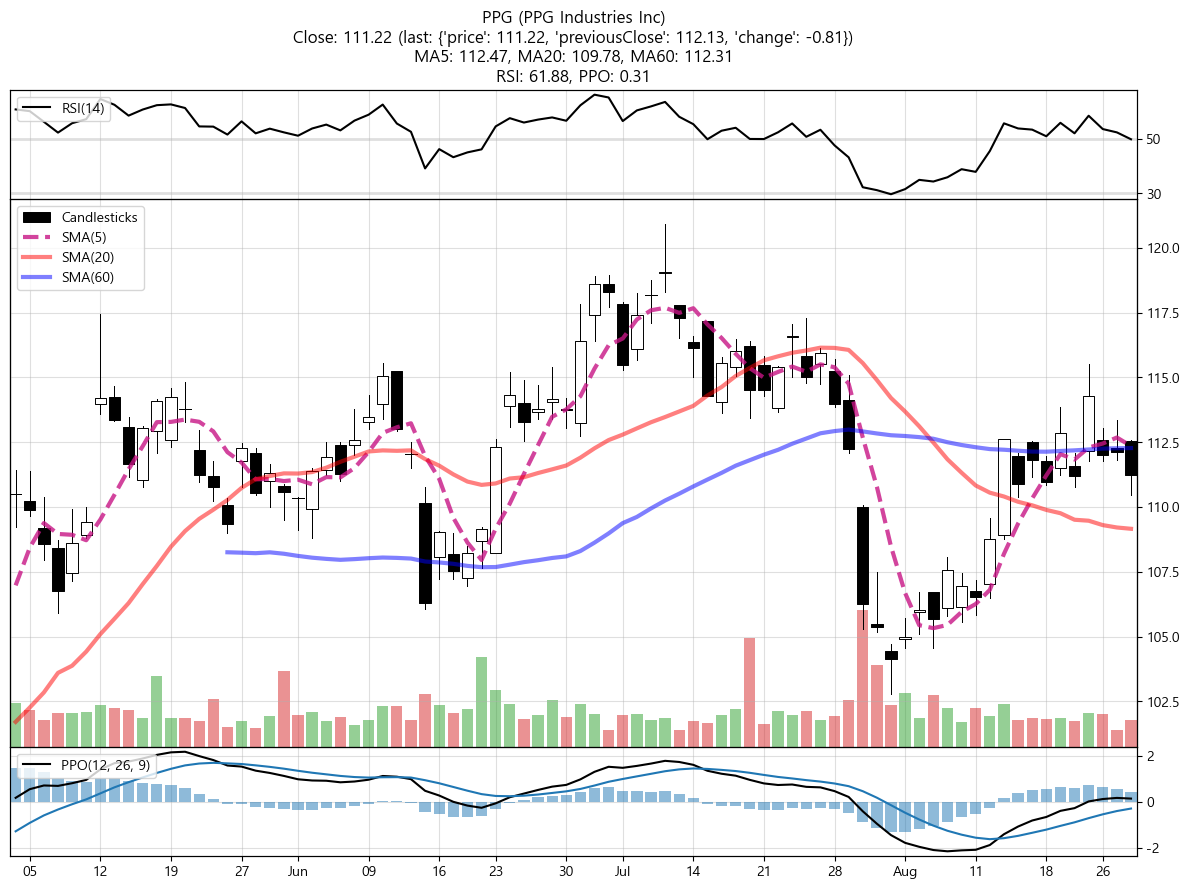 PPG (PPG Industries Inc)
Close: 111.22 (last: {'price': 111.22, 'previousClose': 112.13, 'change': -0.81})
MA5: 112.47, MA20: 109.78, MA60: 112.31
RSI: 61.88, PPO: 0.31
RSI(14)
50
30
Candlesticks
SMA(5)
SMA(20)
SMA(60)
120.0
117.5
115.0
112.5
110.0
107.5
105.0
102.5
PPO(12, 26, 9)
2
0
-2
05 12 19 27 Jun 09 16 23 30 Jul 14 21 28 Aug 11 18 26